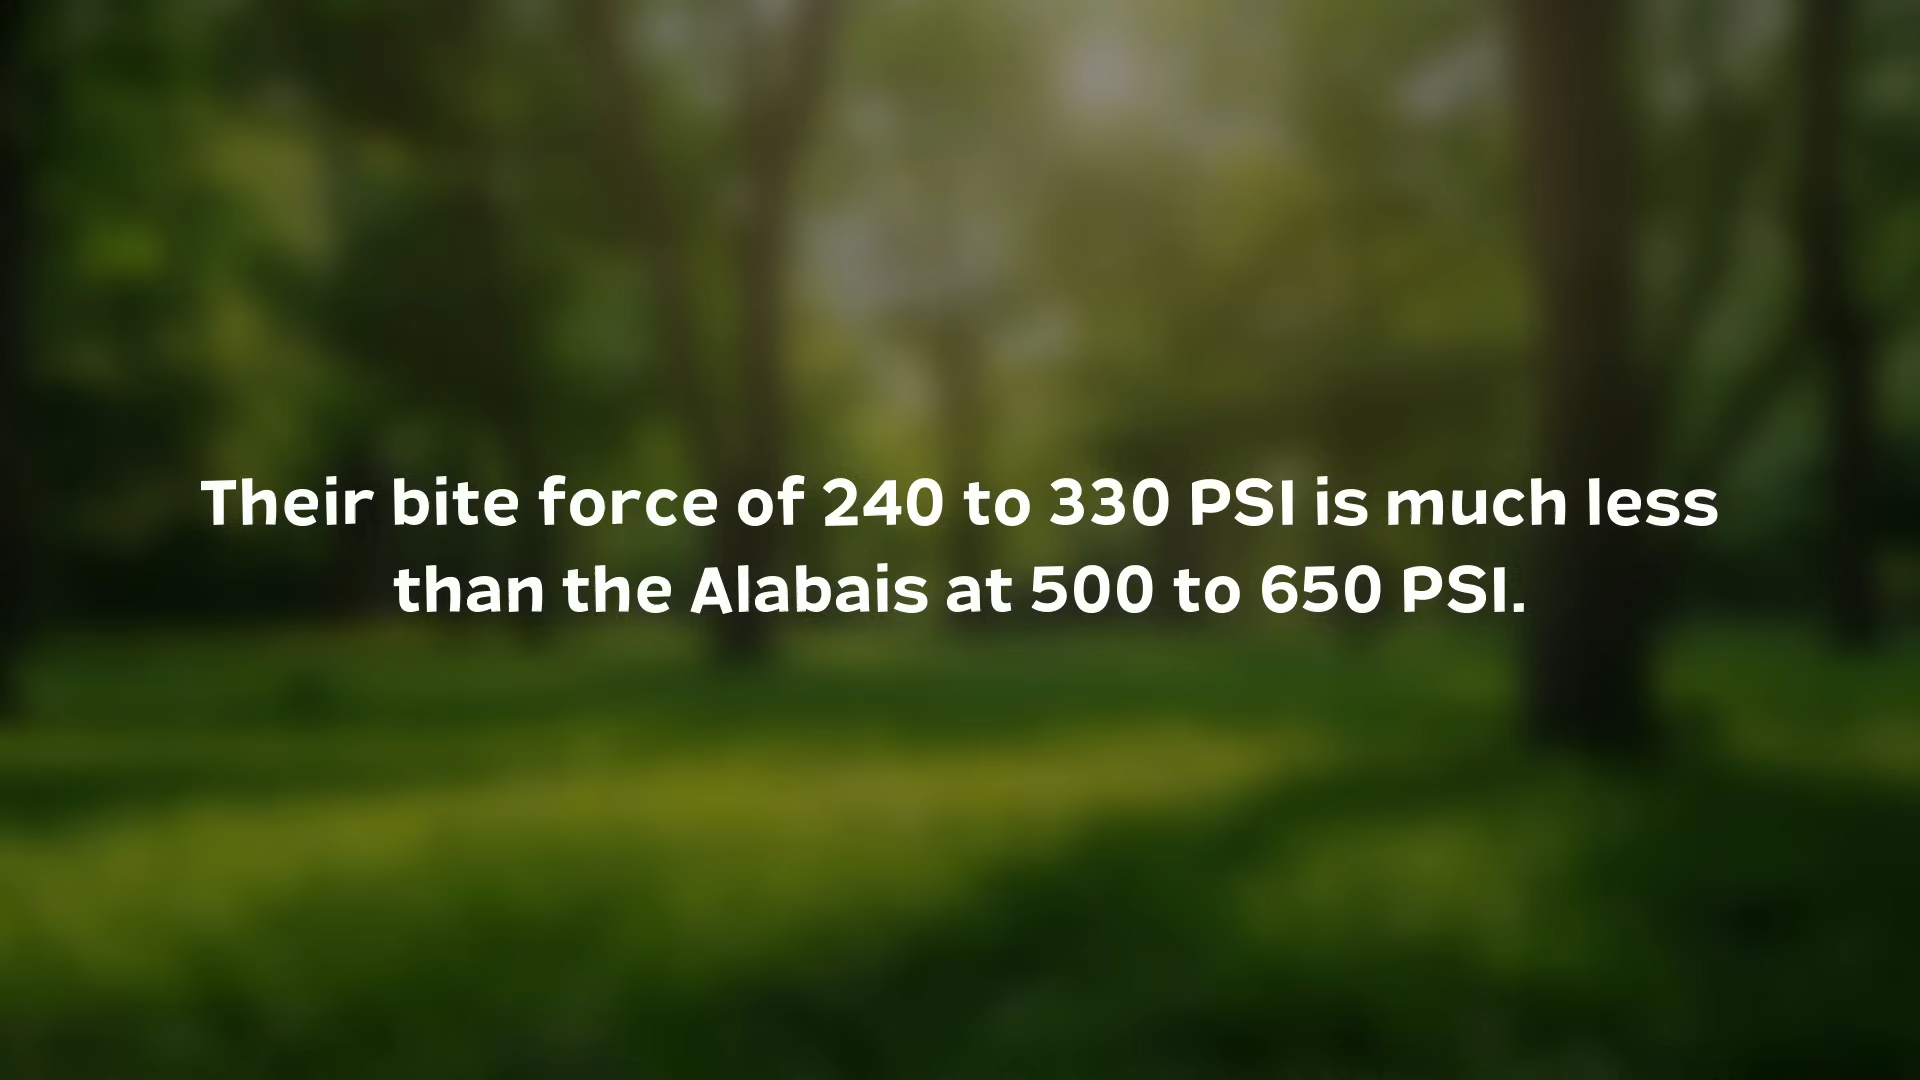 Their bite force of 240 to 330 PSI is much less
than the Alabais at 500 to 650 PSI.